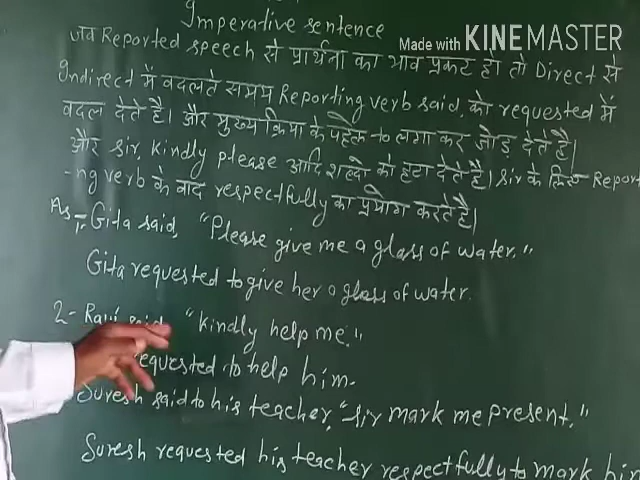 Imperative sentence
Made with KINEMASTER
जब Reported speech से प्रार्थना का भाव प्रकट हो तो Direct से
Indirect में बदलते समय Reporting verb said, को requested में
बदल देते है। और मुख्य क्रिया के पहले to लगा कर जोड़ देते है।
और sir, kindly please आदि शब्दो को हटा देते है। sir के लिए Report
-ng verb के बाद respectfully का प्रयोग करते है।
As,- Gita said, "Please give me a glass of water."
Gita requested to give her a glass of water.
2- Ravi said, "kindly help me."
requested to help him.
Suresh said to his teacher, "sir mark me present."
Suresh requested his teacher respectfully to mark him